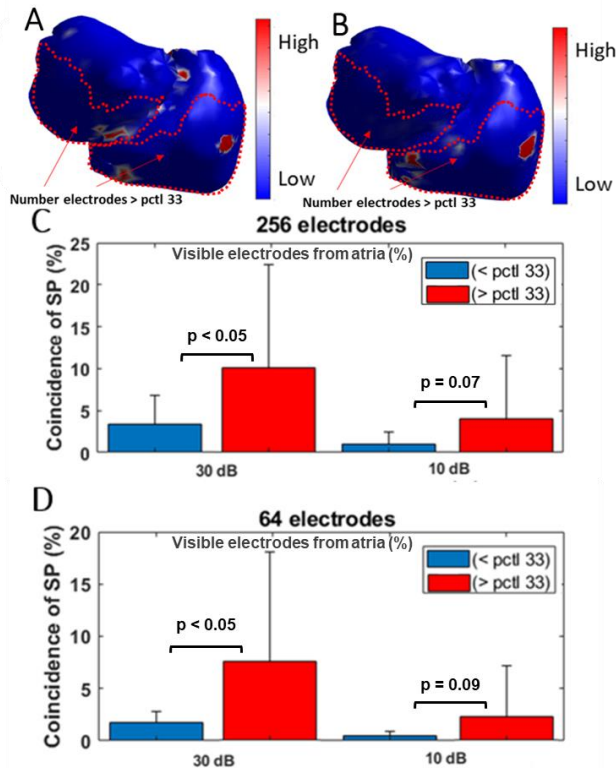 A
High
Low
Number electrodes > pctl 33
B
High
Low
Number electrodes > pctl 33
C
256 electrodes
Visible electrodes from atria (%)
(< pctl 33)
(> pctl 33)
Coincidence of SP (%)
25
20
15
10
5
0
p < 0.05
p = 0.07
30 dB
10 dB
D
64 electrodes
Visible electrodes from atria (%)
(< pctl 33)
(> pctl 33)
Coincidence of SP (%)
20
15
10
5
0
p < 0.05
p = 0.09
30 dB
10 dB